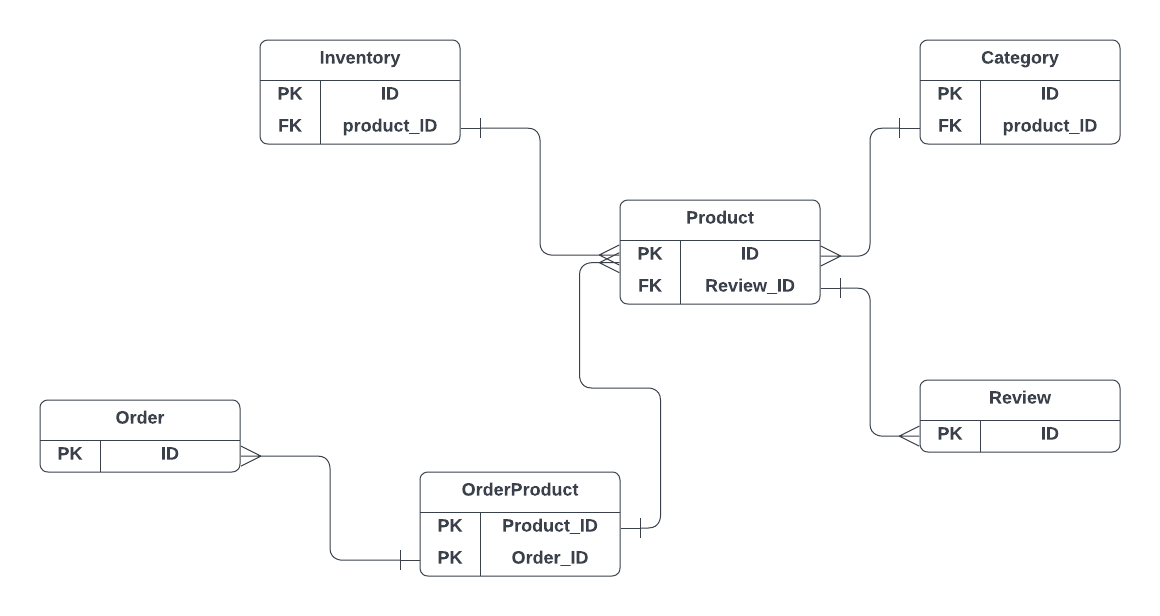 Inventory
PK ID
FK product_ID
Category
PK ID
FK product_ID
Product
PK ID
FK Review_ID
Order
PK ID
Review
PK ID
OrderProduct
PK Product_ID
PK Order_ID